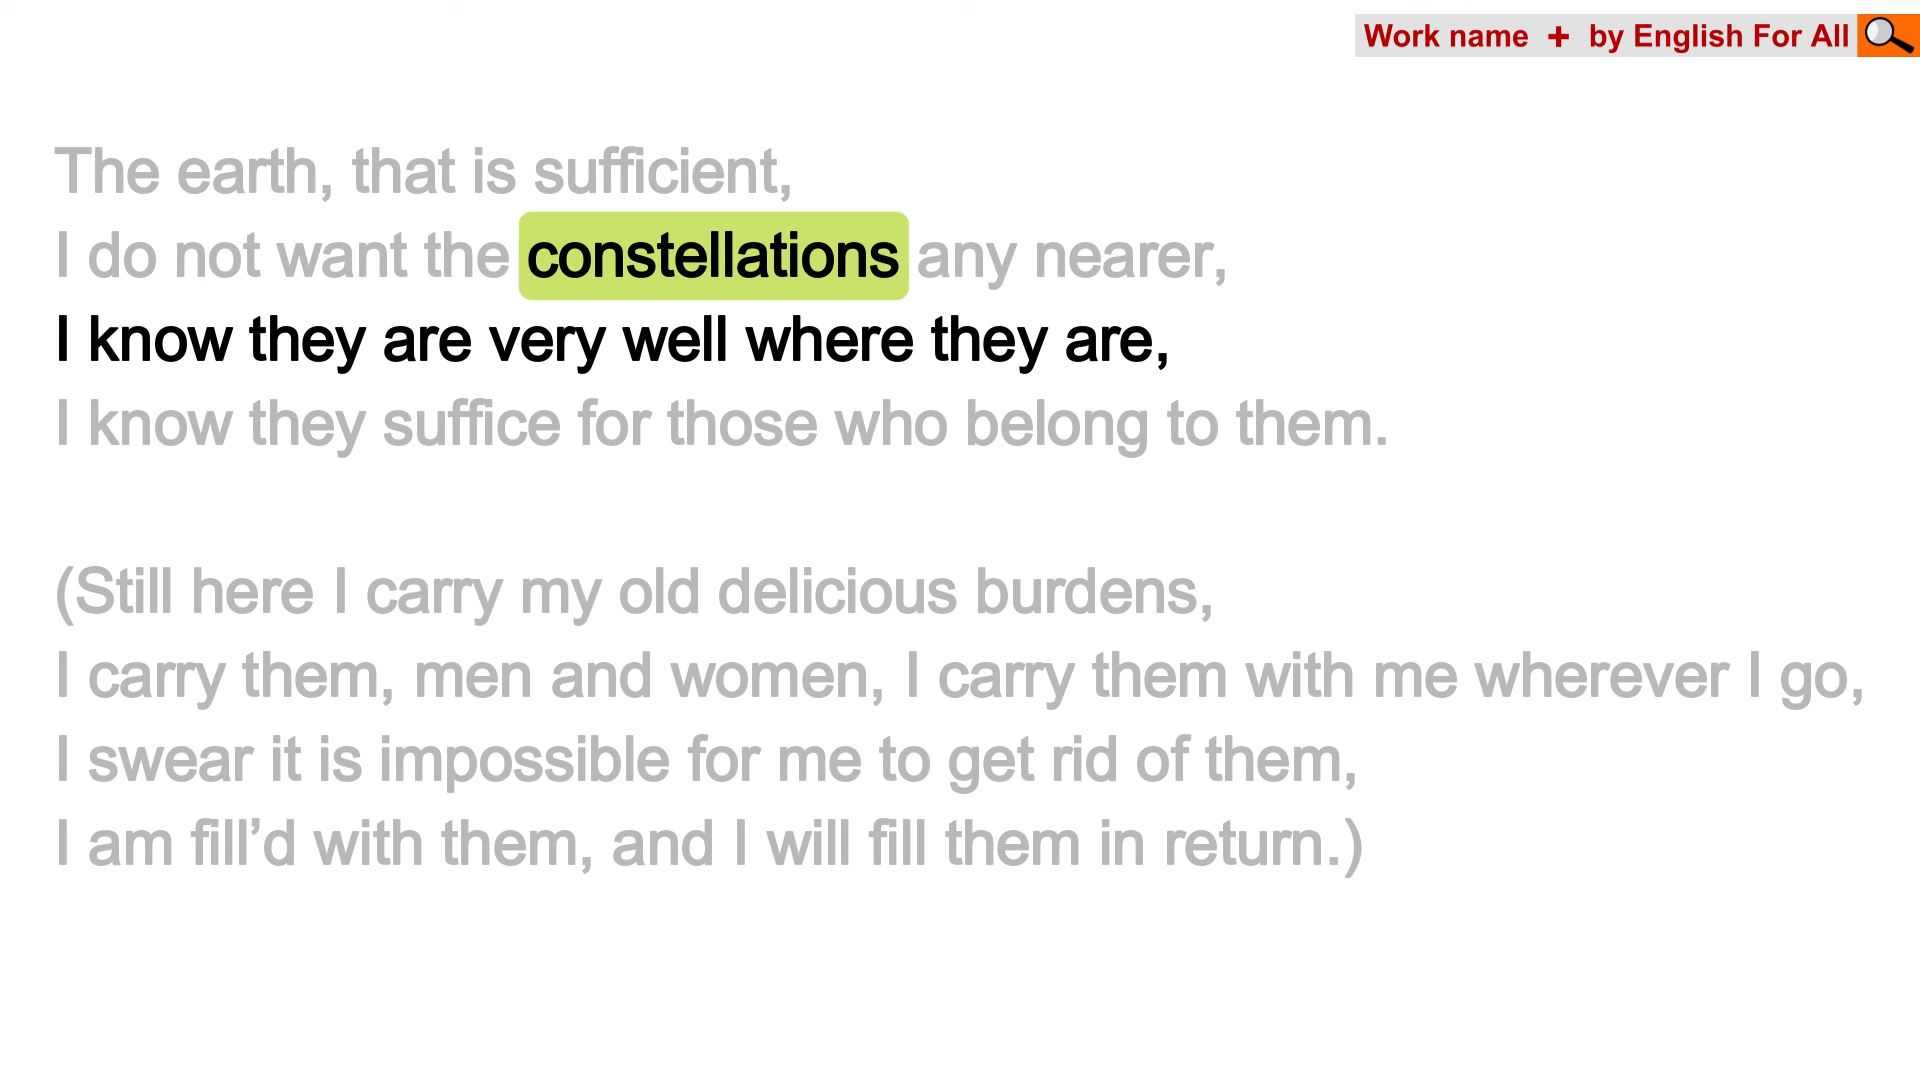 Work name + by English For All
The earth, that is sufficient,
I do not want the constellations any nearer,
I know they are very well where they are,
I know they suffice for those who belong to them.
(Still here I carry my old delicious burdens,
I carry them, men and women, I carry them with me wherever I go,
I swear it is impossible for me to get rid of them,
I am fill’d with them, and I will fill them in return.)